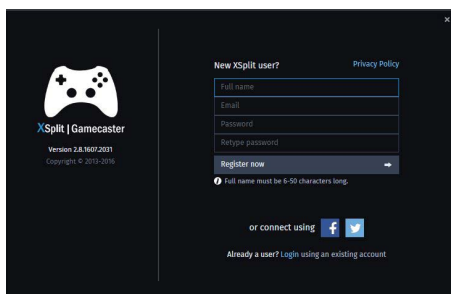 XSplit | Gamecaster
Version 2.8.1607.2031
Copyright © 2013-2016
New XSplit user?
Privacy Policy
Full name
Email
Password
Retype password
Register now
Full name must be 6-50 characters long.
or connect using
Already a user? Login using an existing account